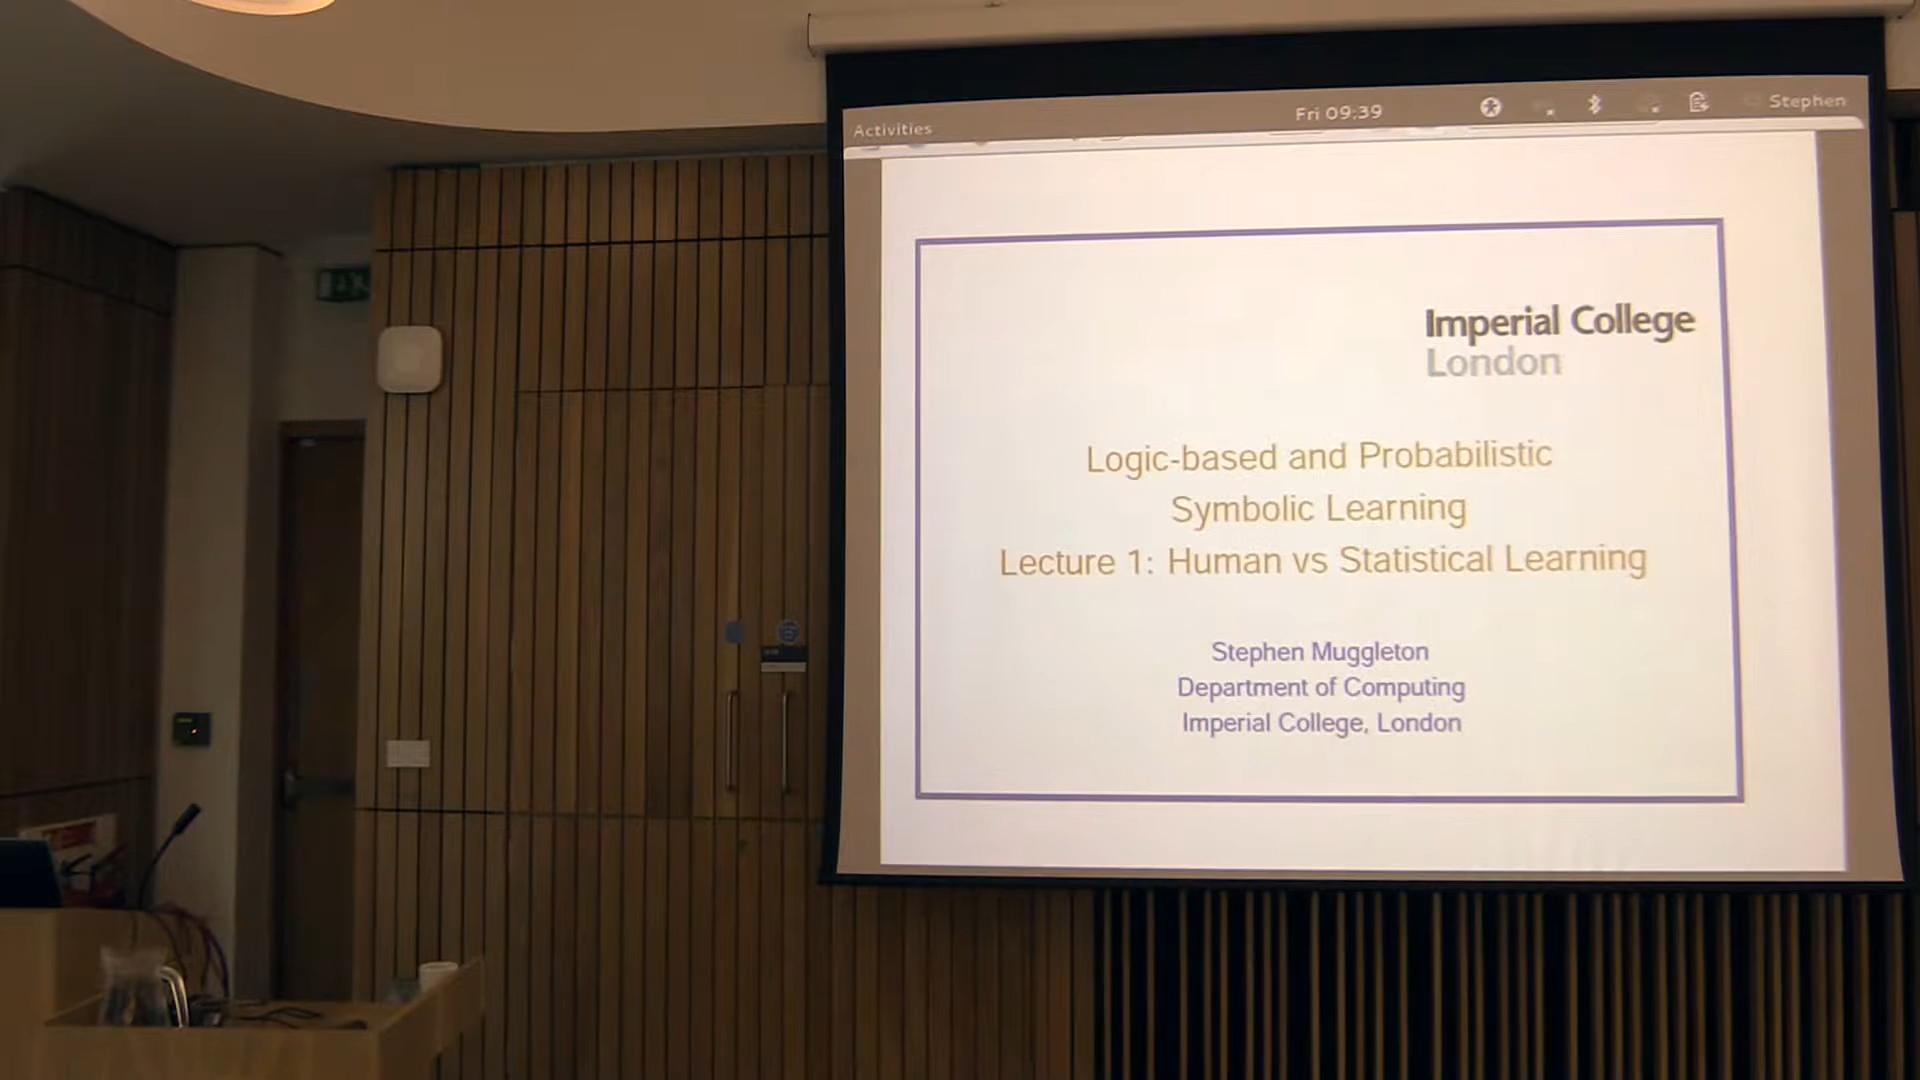 Activities
Fri 09:39
Stephen
Imperial College
London
Logic-based and Probabilistic
Symbolic Learning
Lecture 1: Human vs Statistical Learning
Stephen Muggleton
Department of Computing
Imperial College, London